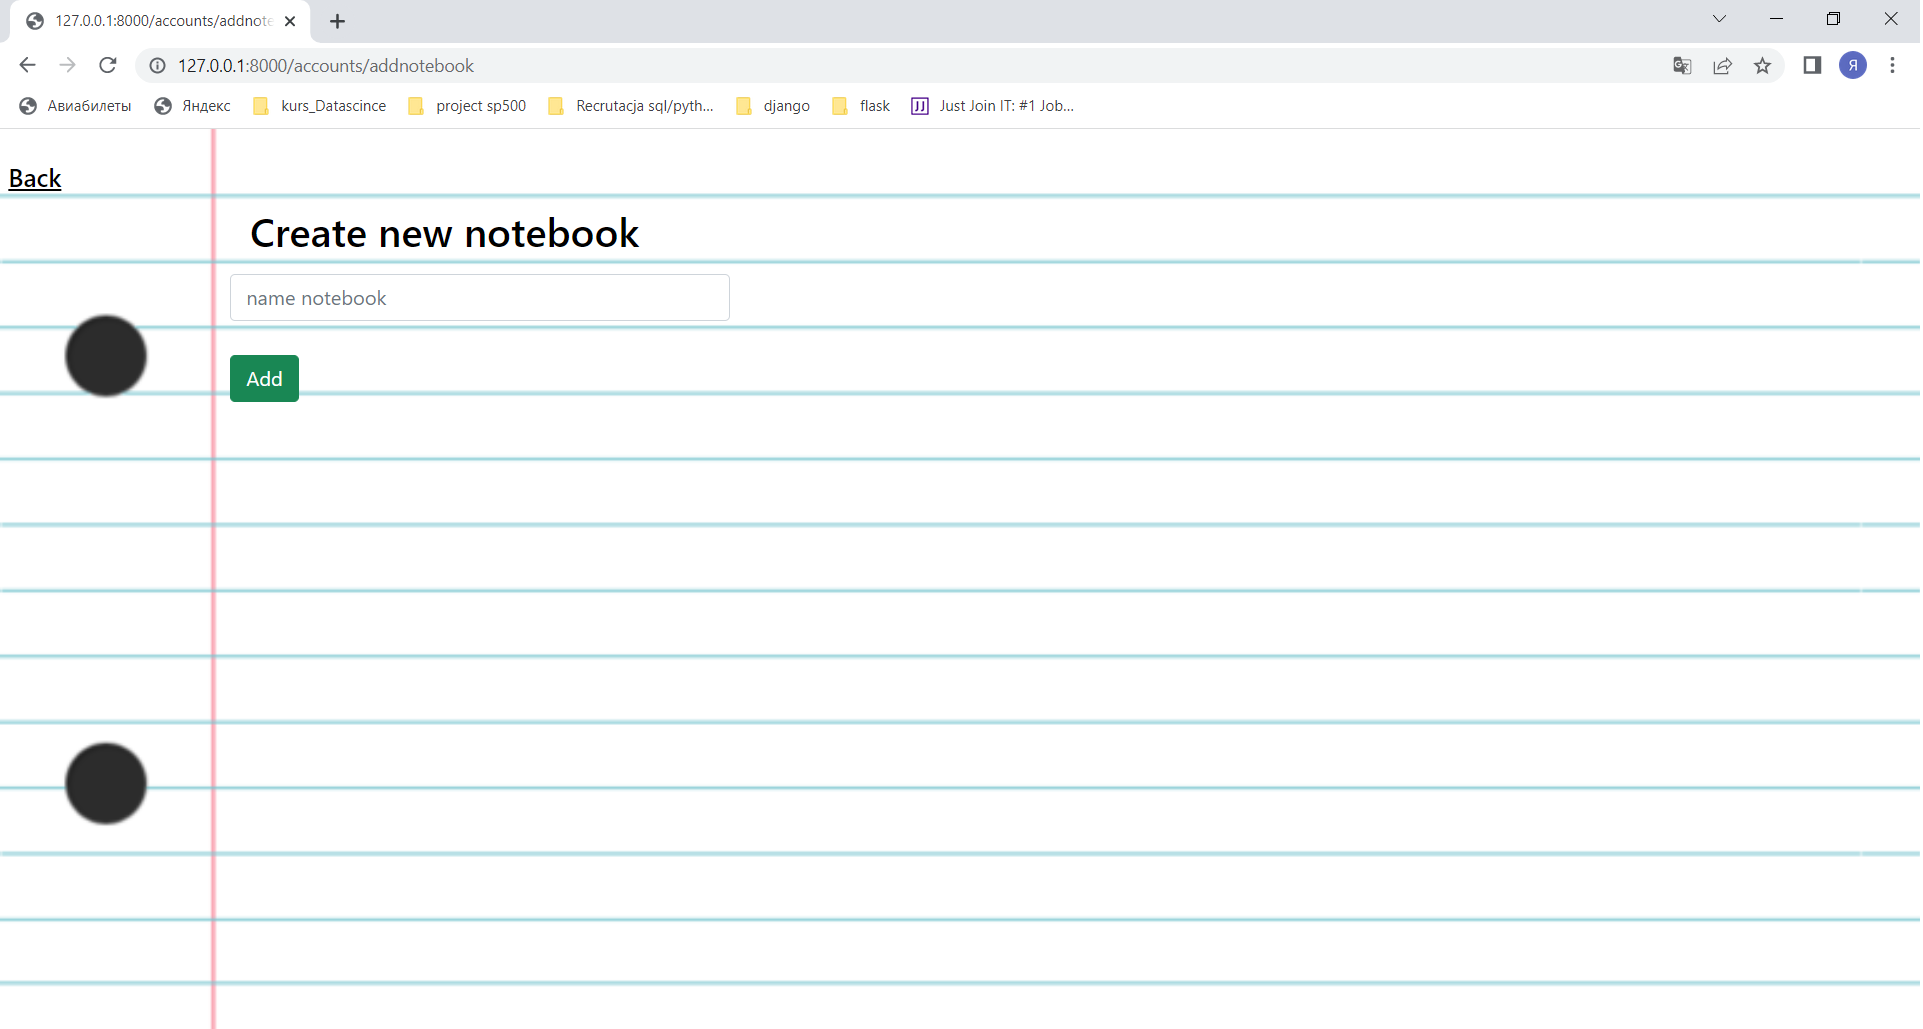 127.0.0.1:8000/accounts/addnote
127.0.0.1:8000/accounts/addnotebook
Я
Авиабилеты Яндекс kurs_Datascince project sp500 Recrutacja sql/pyth... django flask JJ Just Join IT: #1 Job...
Back
Create new notebook
name notebook
Add